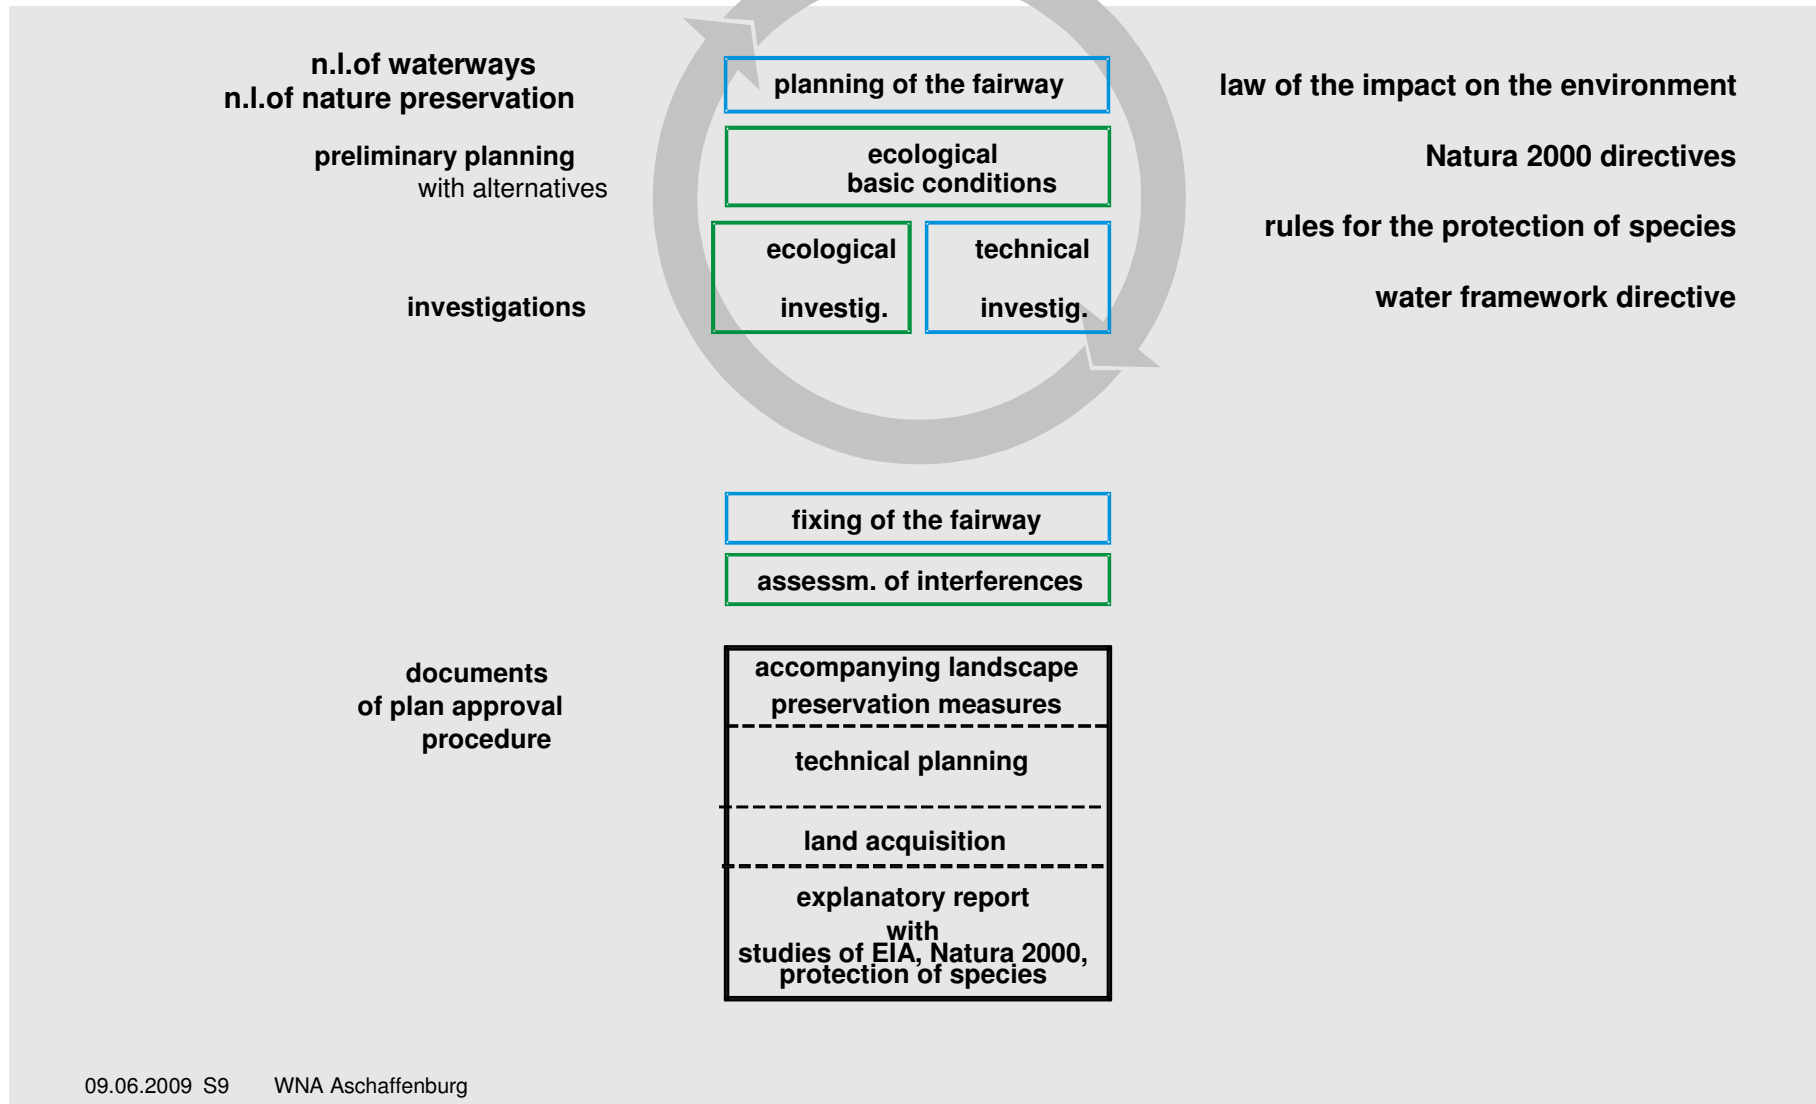 n.l.of waterways
n.l.of nature preservation
preliminary planning
with alternatives
investigations
planning of the fairway
ecological
basic conditions
ecological
investig.
technical
investig.
law of the impact on the environment
Natura 2000 directives
rules for the protection of species
water framework directive
fixing of the fairway
assessm. of interferences
documents
of plan approval
procedure
accompanying landscape
preservation measures
technical planning
land acquisition
explanatory report
with
studies of EIA, Natura 2000,
protection of species
09.06.2009 S9 WNA Aschaffenburg